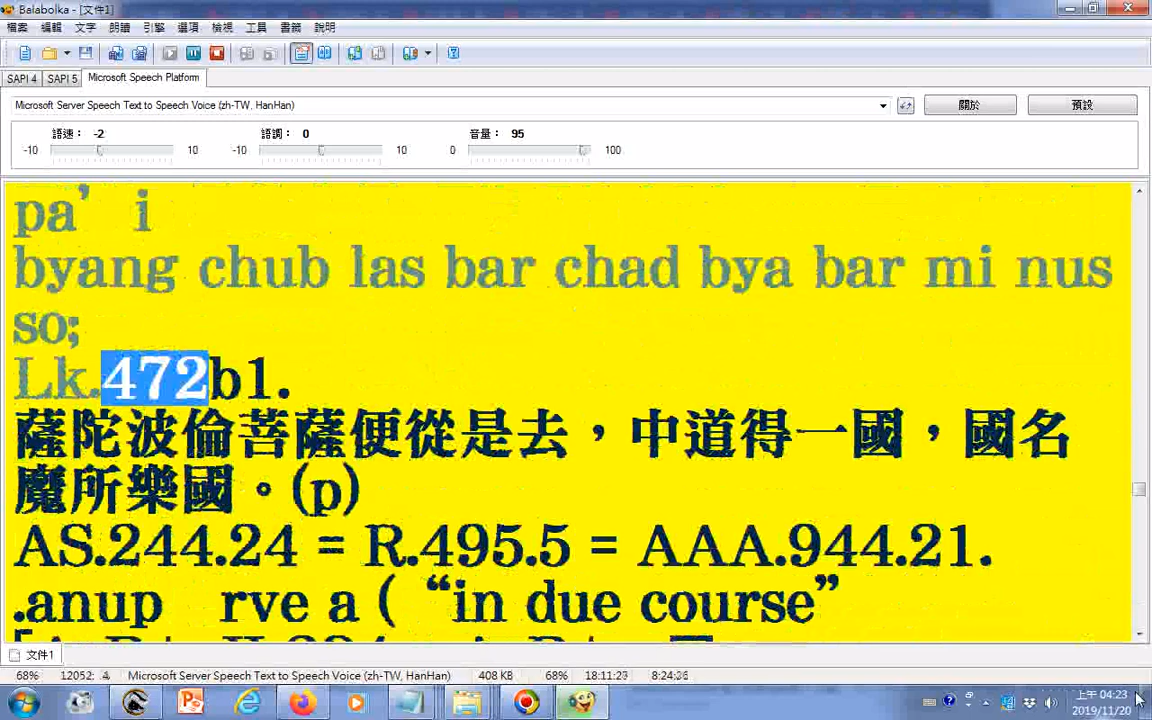 Balabolka - [文件1]
檔案 編輯 文字 朗讀 引擎 選項 檢視 工具 書籤 說明
SAPI 4 SAPI 5 Microsoft Speech Platform
Microsoft Server Speech Text to Speech Voice (zh-TW, HanHan) 關於 預設
語速： -2 語調： 0 音量： 95
-10 10 -10 10 0 100
pa’ i
byang chub las bar chad bya bar mi nus
so;
Lk.472b1.
薩陀波倫菩薩便從是去，中道得一國，國名
魔所樂國。(p)
AS.244.24 = R.495.5 = AAA.944.21.
.anup rve a ( “in due course”
文件1
68% 12052: 4 Microsoft Server Speech Text to Speech Voice (zh-TW, HanHan) 408 KB 68% 18:11:23
上午 04:23
2019/11/20